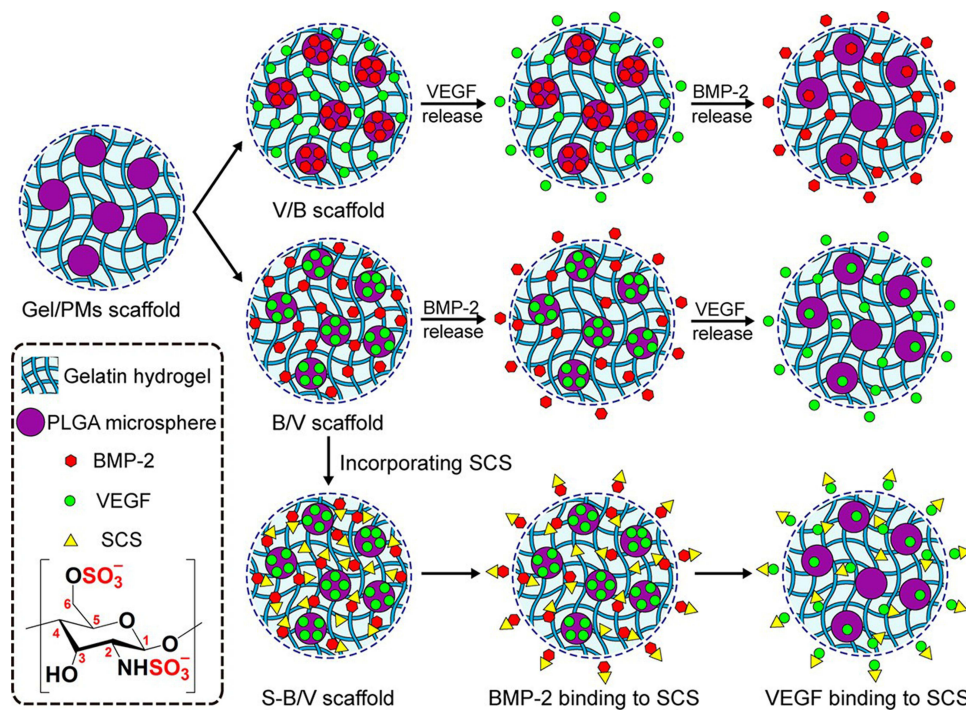 VEGF
release
BMP-2
release
V/B scaffold
Gel/PMs scaffold
BMP-2
release
VEGF
release
B/V scaffold
Incorporating SCS
Gelatin hydrogel
PLGA microsphere
BMP-2
VEGF
SCS
OSO₃⁻
6
5
O
4
1
O
HO
3
2
NHSO₃⁻
S-B/V scaffold
BMP-2 binding to SCS
VEGF binding to SCS